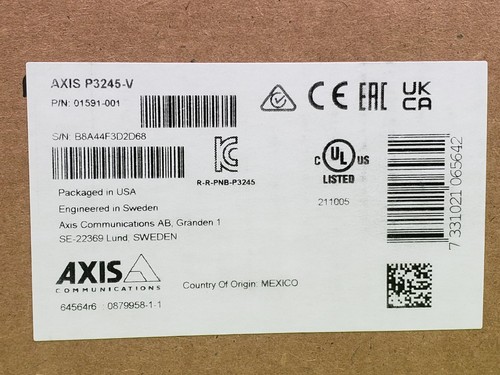 AXIS P3245-V
P/N: 01591-001
S/N: B8A44F3D2D68
Packaged in USA
Engineered in Sweden
Axis Communications AB, Gränden 1
SE-22369 Lund, SWEDEN
AXIS
COMMUNICATIONS
64564r6 0879958-1-1
CE EAC UK
CA
KC
R-R-PNB-P3245
C UL US
LISTED
211005
Country Of Origin: MEXICO
7 331021 065642